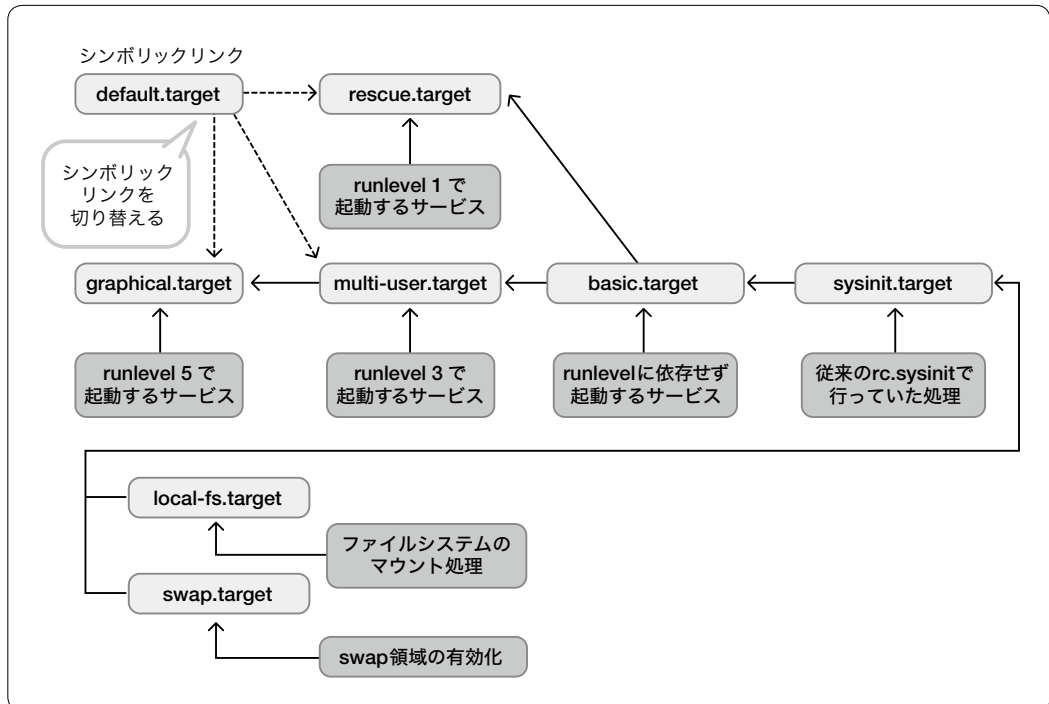 シンボリックリンク
default.target
rescue.target
シンボリック
リンクを
切り替える
runlevel 1 で
起動するサービス
graphical.target
multi-user.target
basic.target
sysinit.target
runlevel 5 で
起動するサービス
runlevel 3 で
起動するサービス
runlevelに依存せず
起動するサービス
従来のrc.sysinitで
行っていた処理
local-fs.target
ファイルシステムの
マウント処理
swap.target
swap領域の有効化